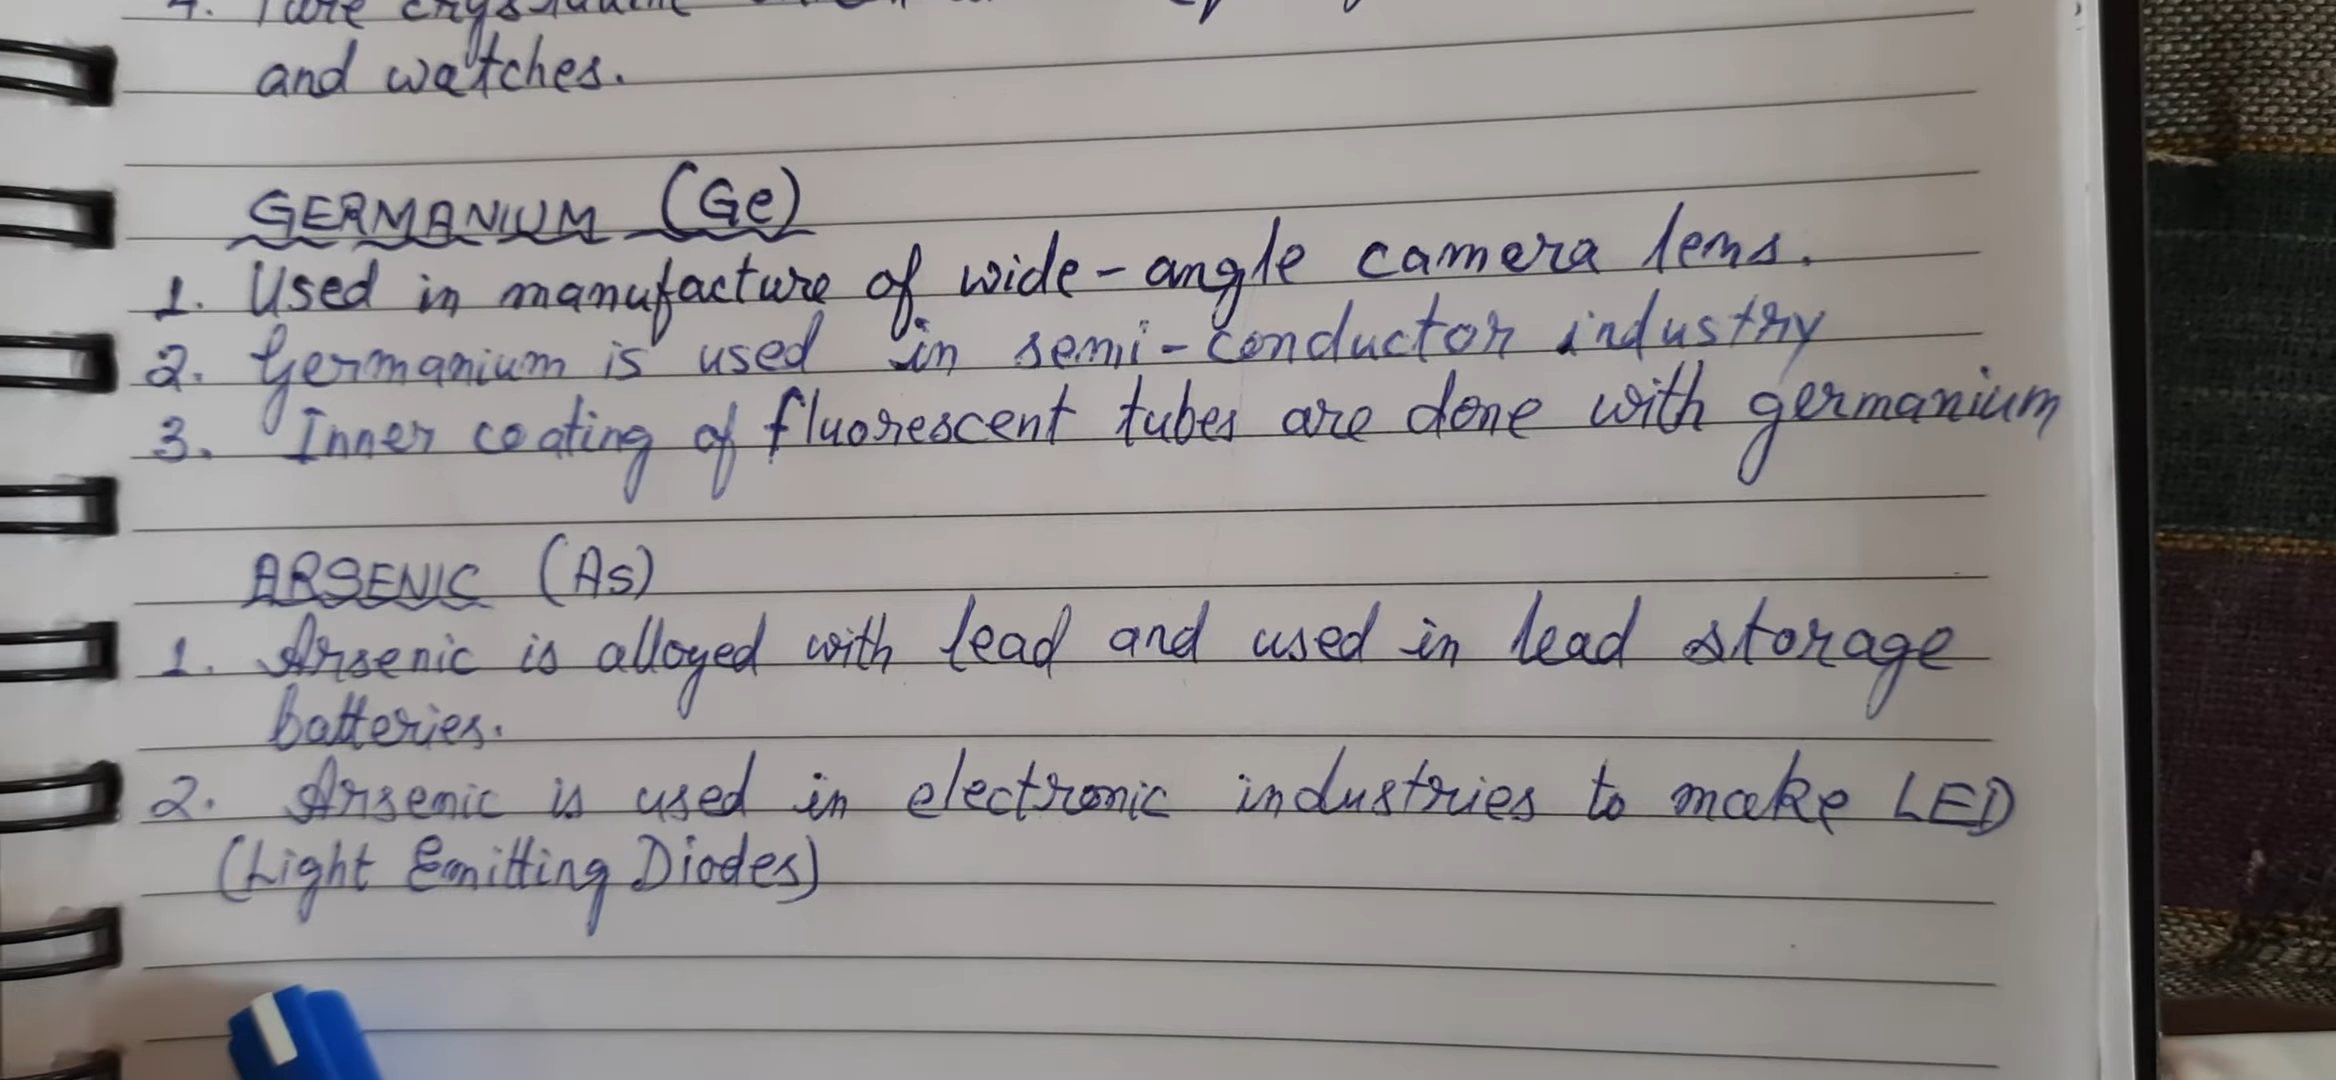 4. Pure crystalline
and watches.
GERMANIUM (Ge)
1. Used in manufacture of wide-angle camera lens.
2. Germanium is used in semi-conductor industry
3. Inner coating of fluorescent tubes are done with germanium
ARSENIC (As)
1. Arsenic is alloyed with lead and used in lead storage
batteries.
2. Arsenic is used in electronic industries to make LED
(Light Emitting Diodes)